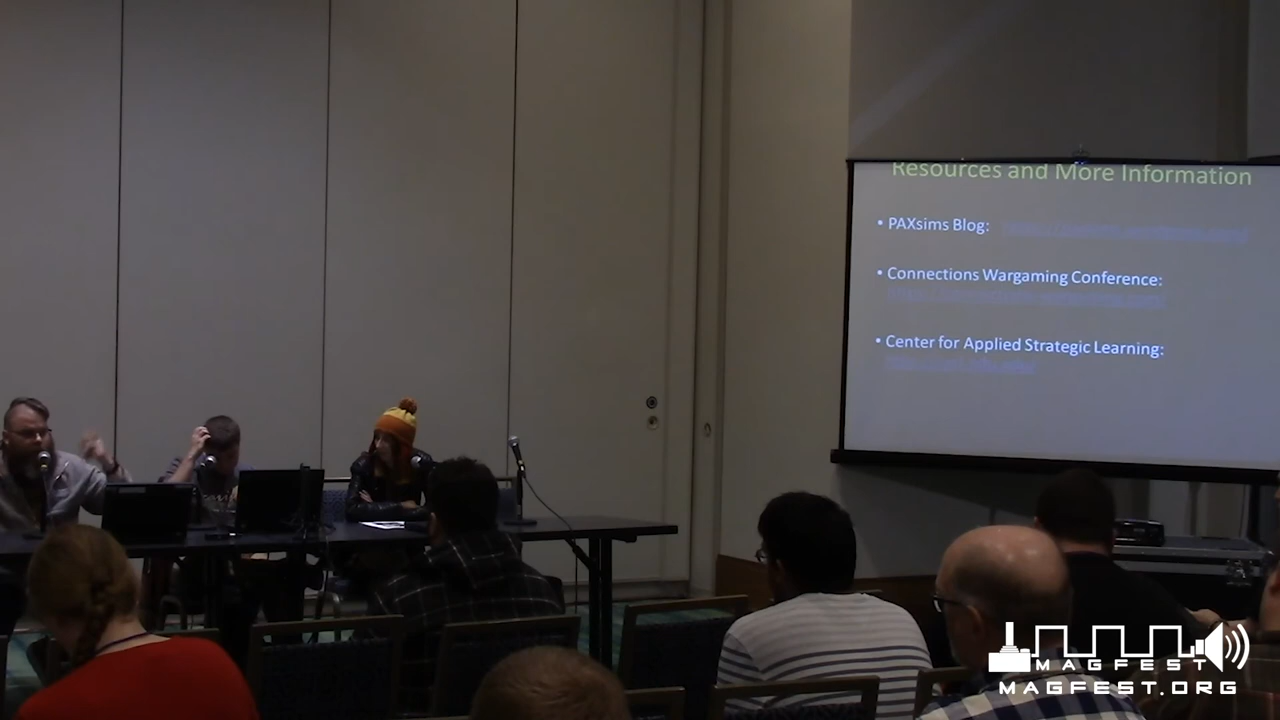 Resources and More Information
• PAXsims Blog:
• Connections Wargaming Conference:
• Center for Applied Strategic Learning:
MAGFEST
MAGFEST.ORG